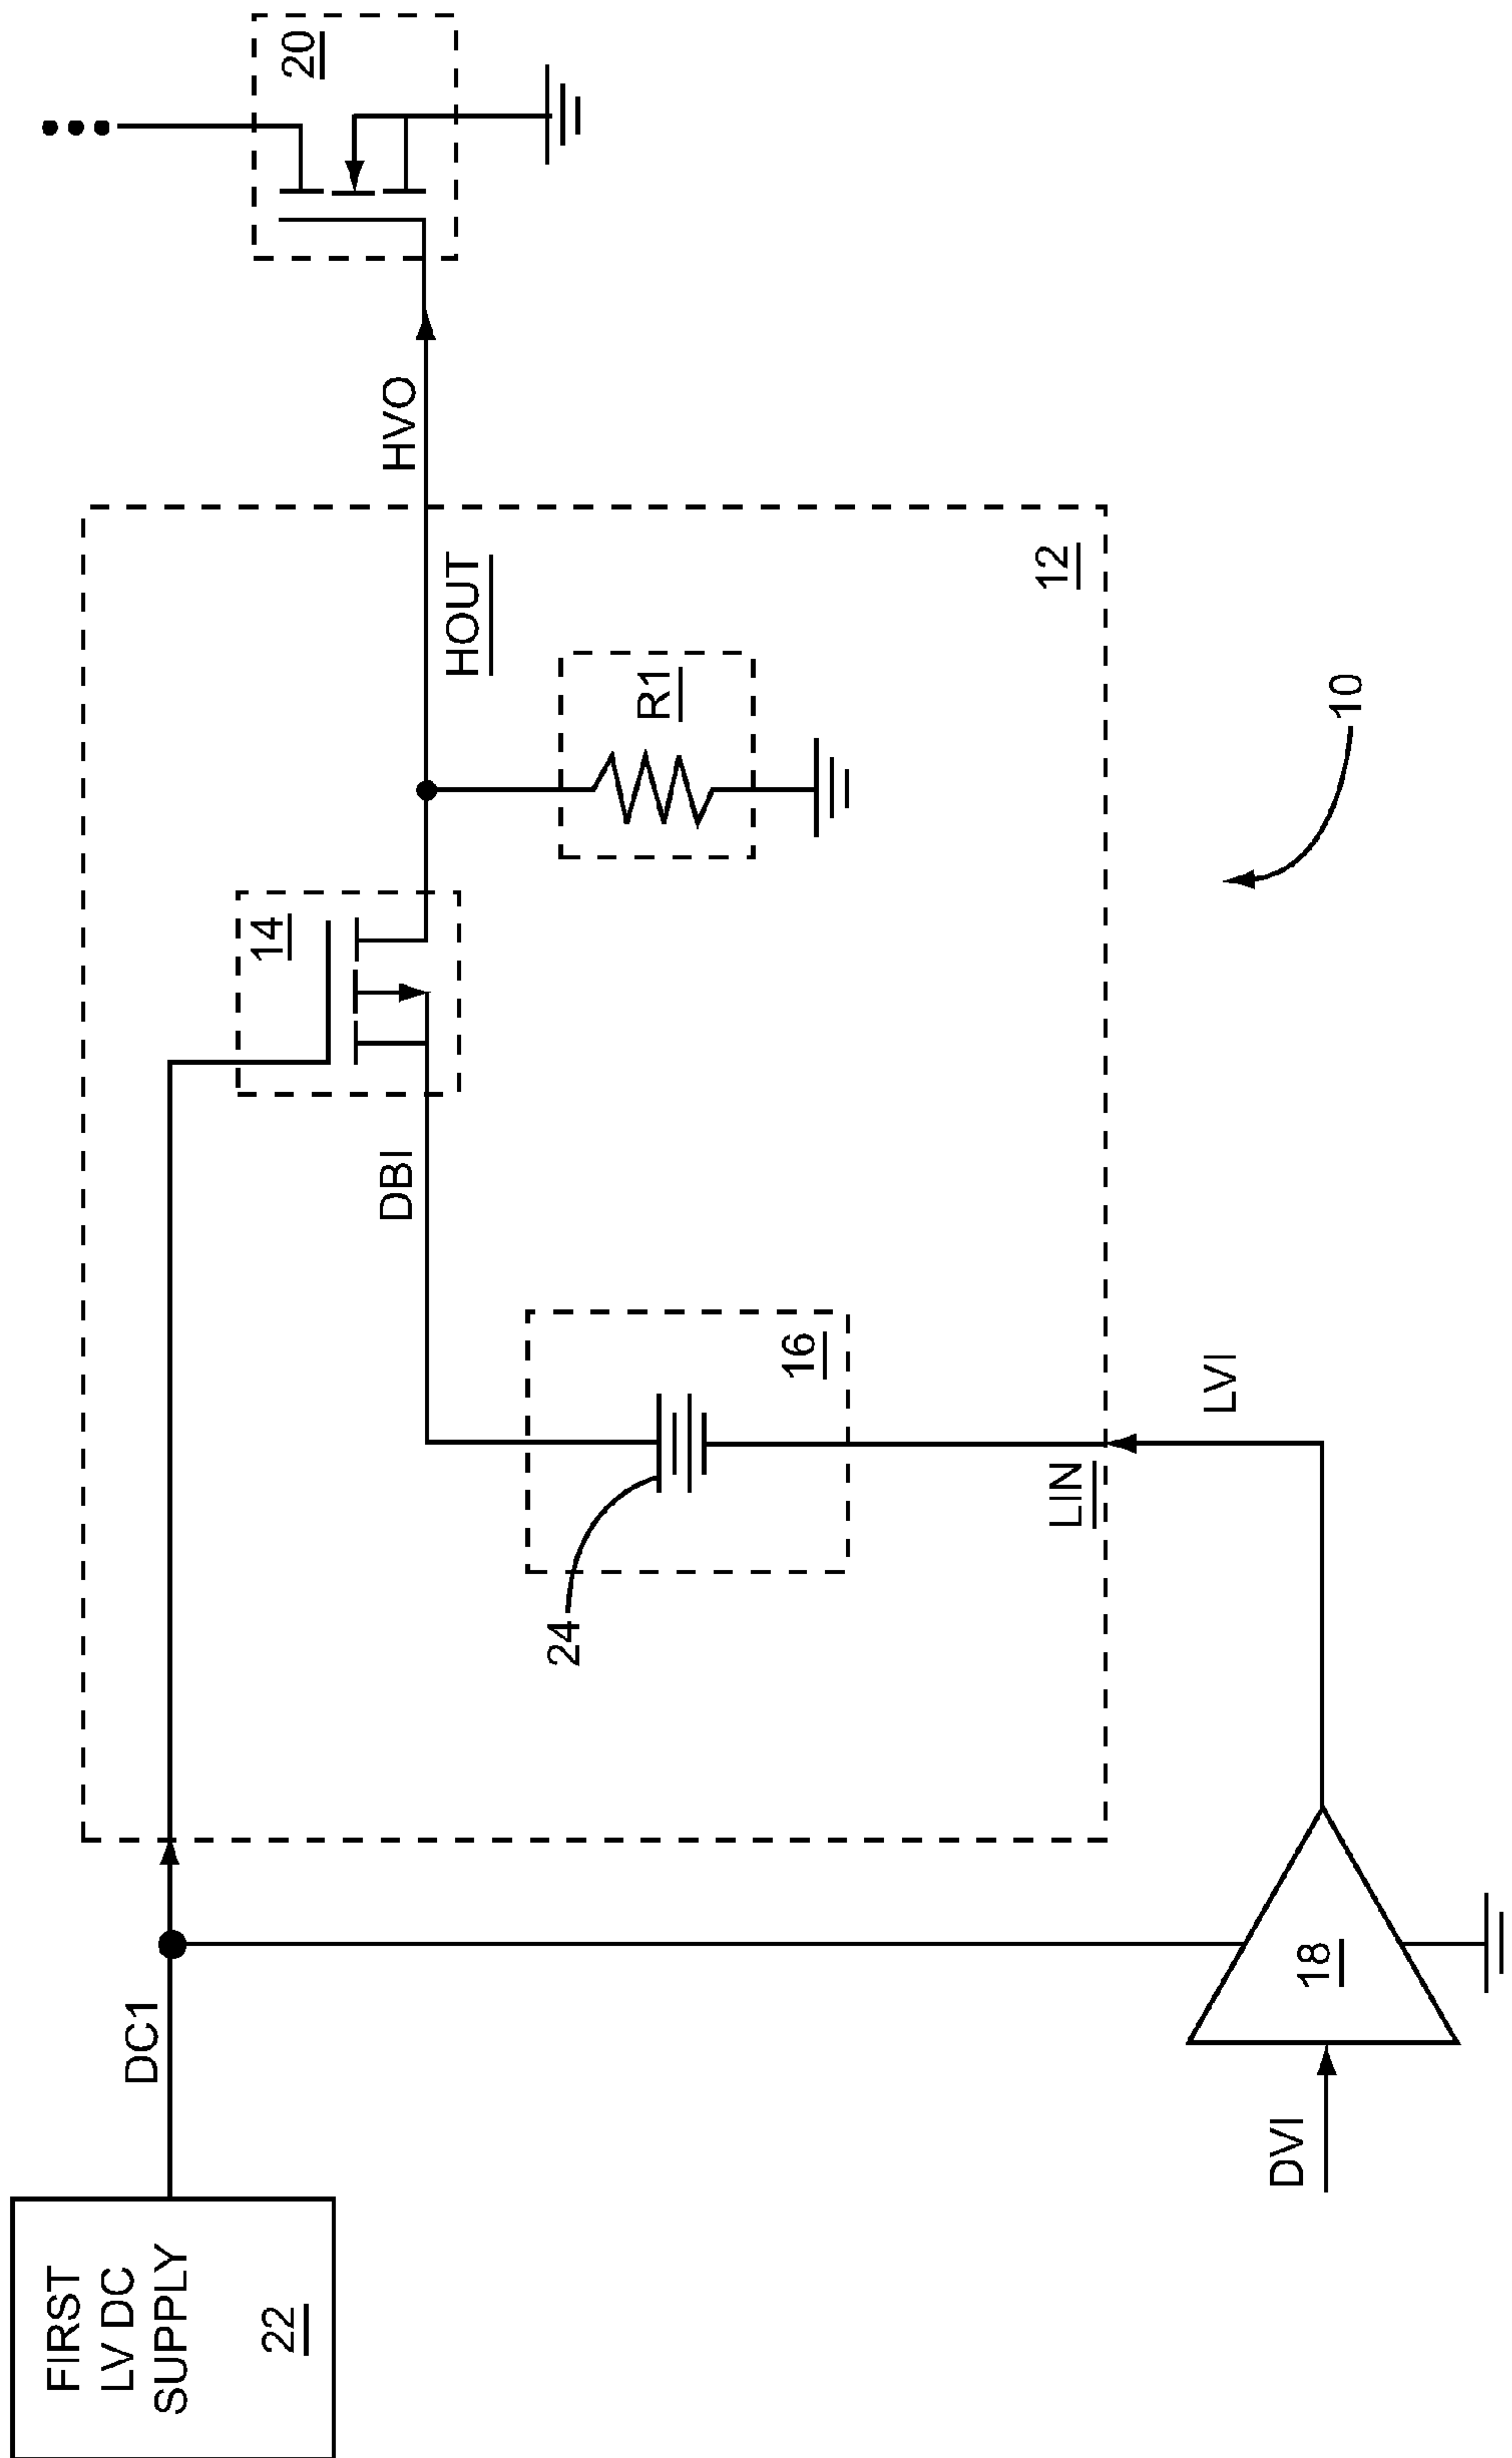 FIRST
LV DC
SUPPLY
22
DC1
DVI
18
24
16
LIN
LVI
DBI
14
R1
HOUT
12
HVO
20
10